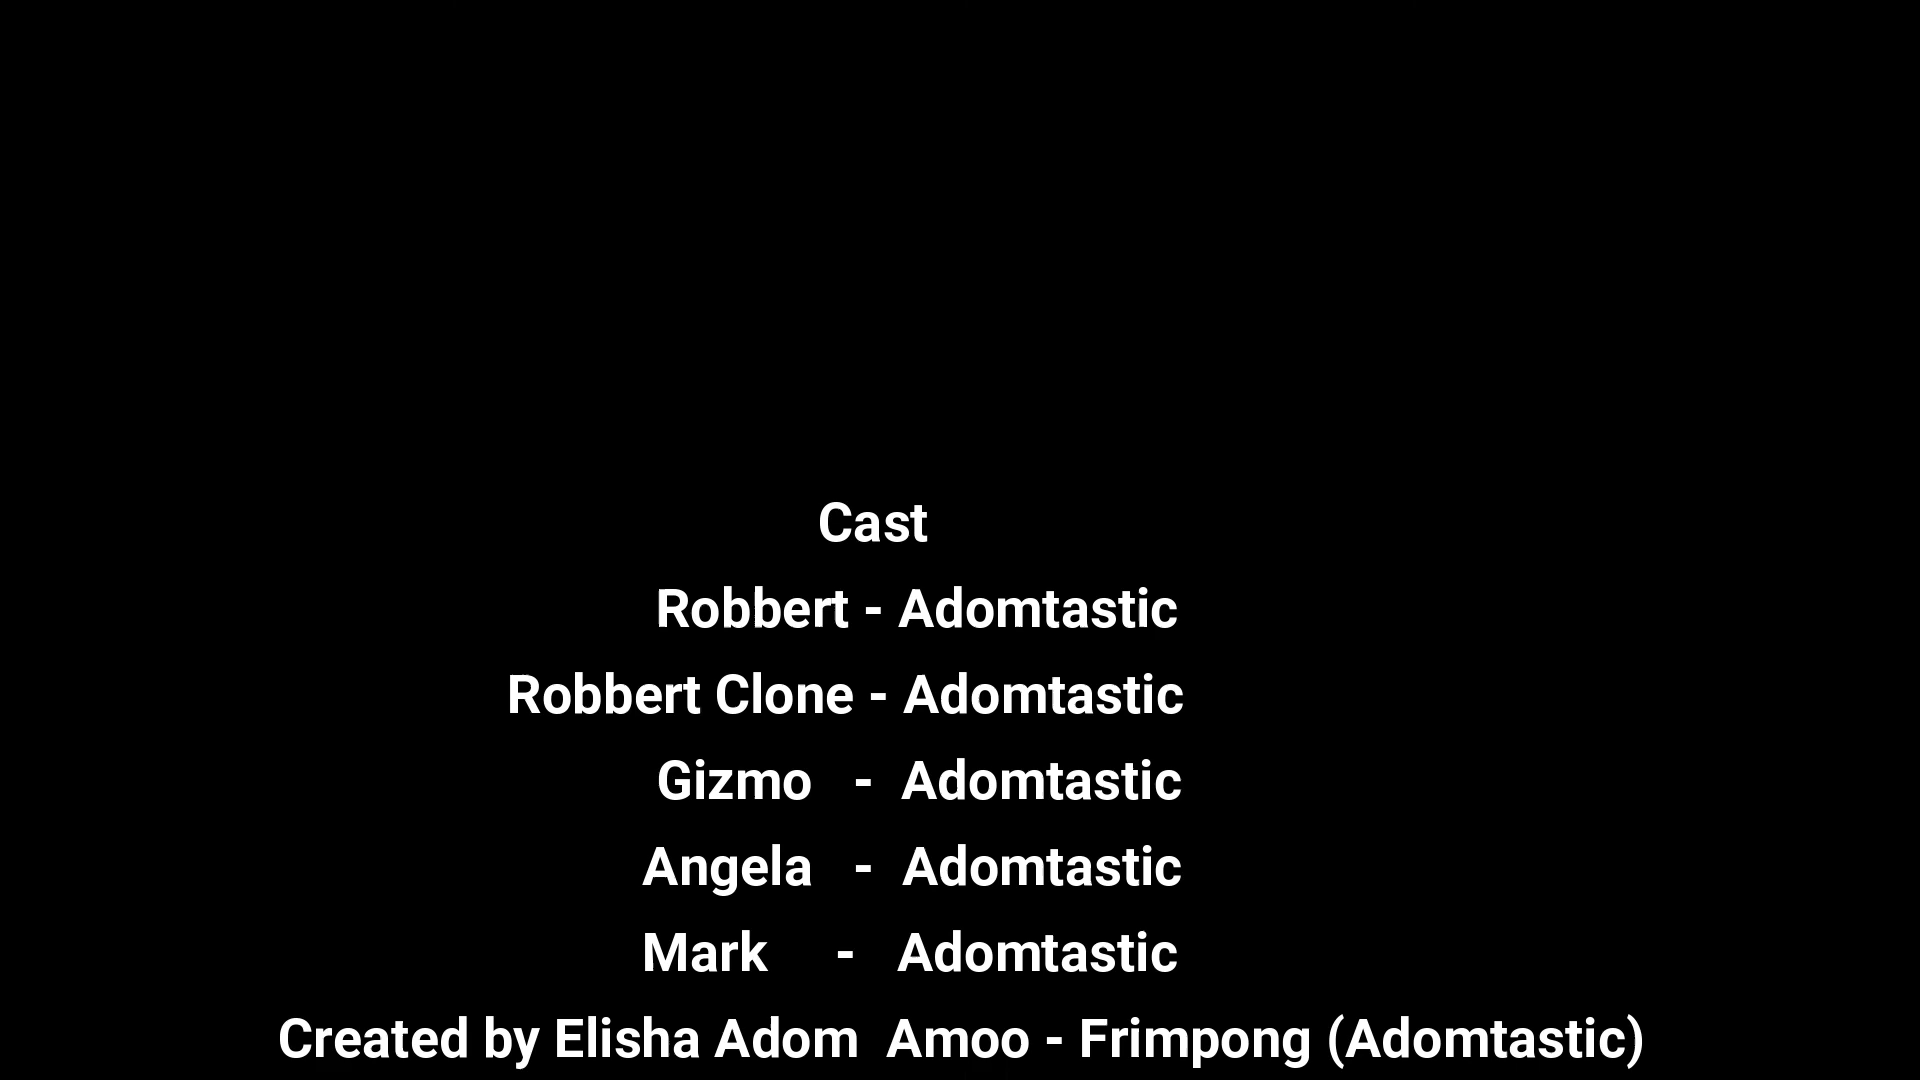 Cast
Robbert - Adomtastic
Robbert Clone - Adomtastic
Gizmo - Adomtastic
Angela - Adomtastic
Mark - Adomtastic
Created by Elisha Adom Amoo - Frimpong (Adomtastic)